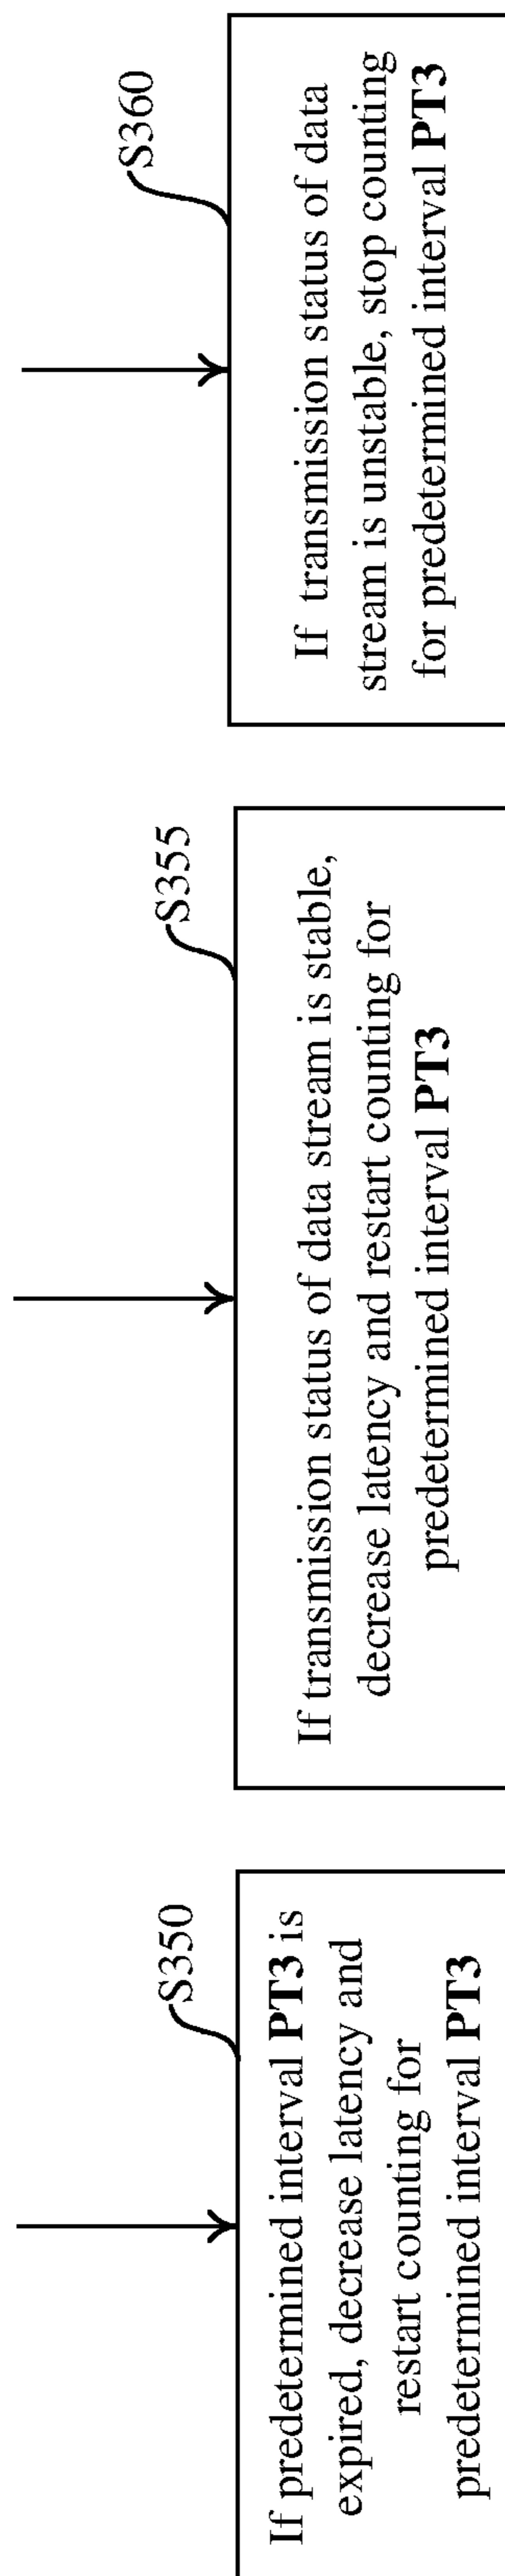 S350
If predetermined interval PT3 is
expired, decrease latency and
restart counting for
predetermined interval PT3
S355
If transmission status of data stream is stable,
decrease latency and restart counting for
predetermined interval PT3
S360
If transmission status of data
stream is unstable, stop counting
for predetermined interval PT3